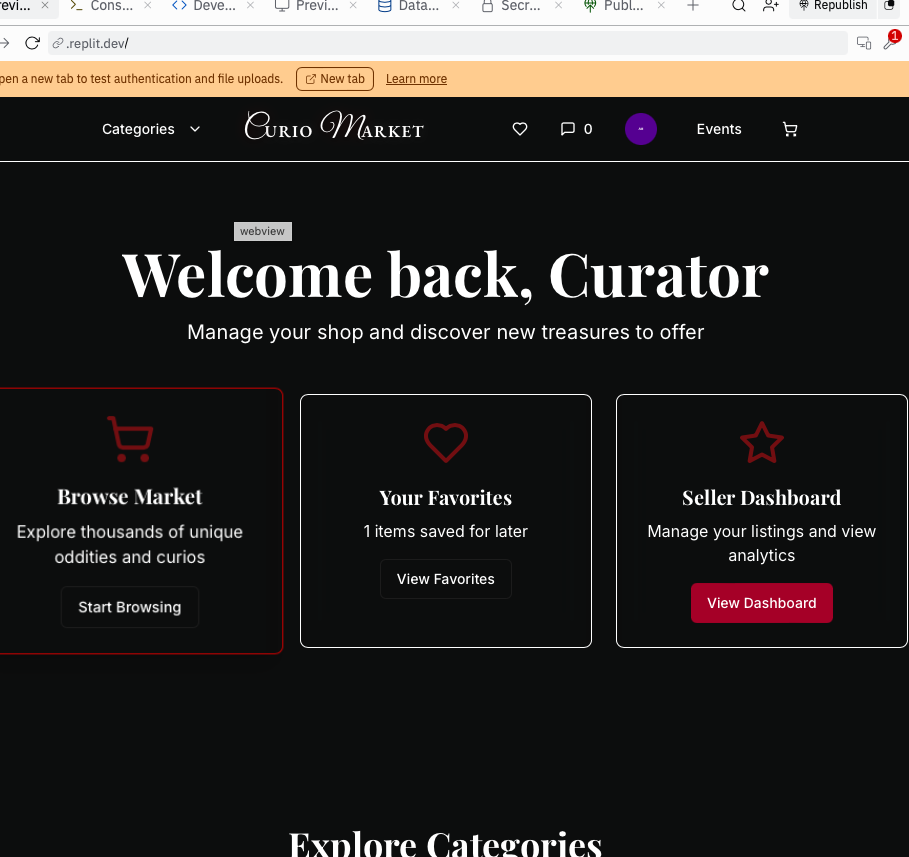 evi... Cons... Deve... Previ... Data... Secr... Publ... Republish
.replit.dev/ 1
pen a new tab to test authentication and file uploads. New tab Learn more
Categories Curio Market 0 Events
webview
Welcome back, Curator
Manage your shop and discover new treasures to offer
Browse Market
Explore thousands of unique
oddities and curios
Start Browsing
Your Favorites
1 items saved for later
View Favorites
Seller Dashboard
Manage your listings and view
analytics
View Dashboard
Explore Categories